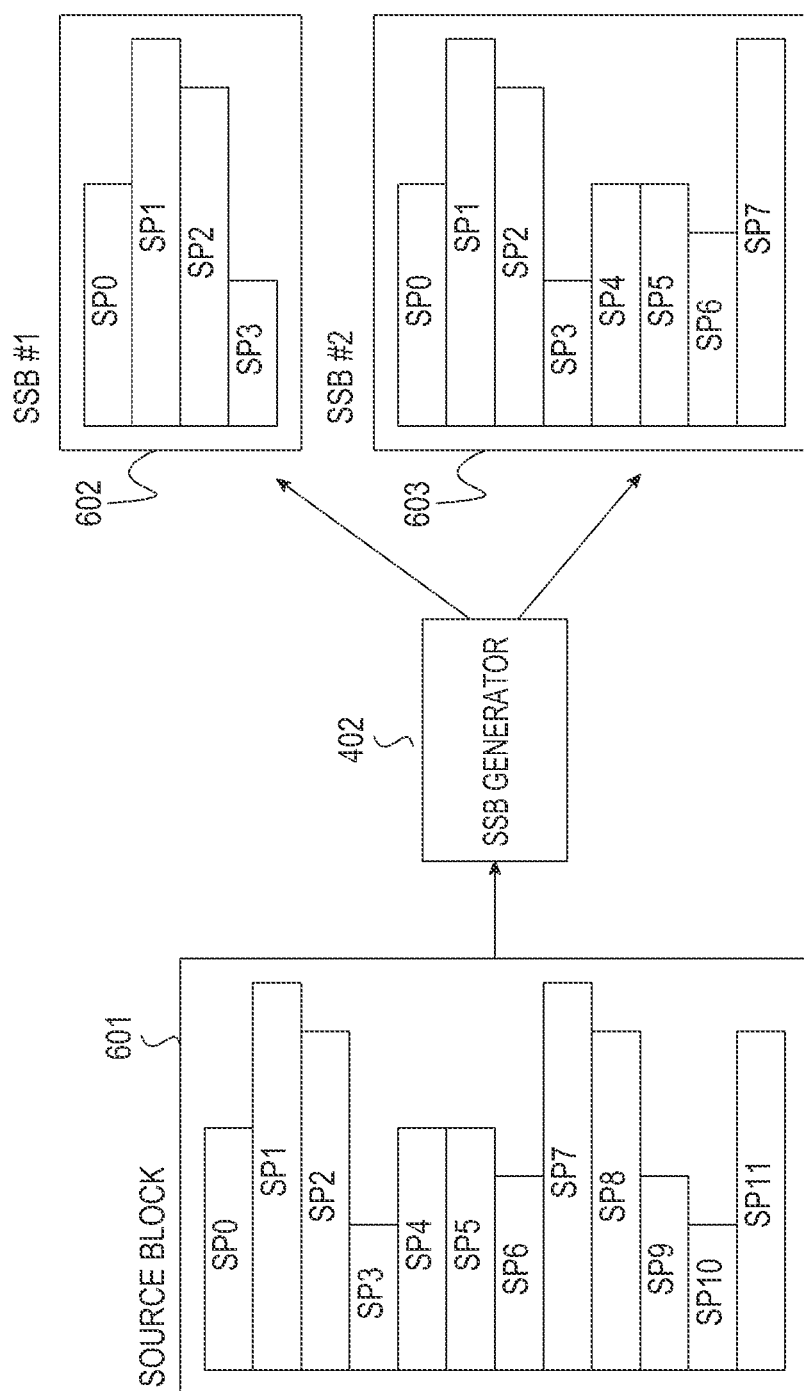 SOURCE BLOCK
601
SP0
SP1
SP2
SP3
SP4
SP5
SP6
SP7
SP8
SP9
SP10
SP11
402
SSB GENERATOR
SSB #1
602
SP0
SP1
SP2
SP3
SSB #2
603
SP0
SP1
SP2
SP3
SP4
SP5
SP6
SP7